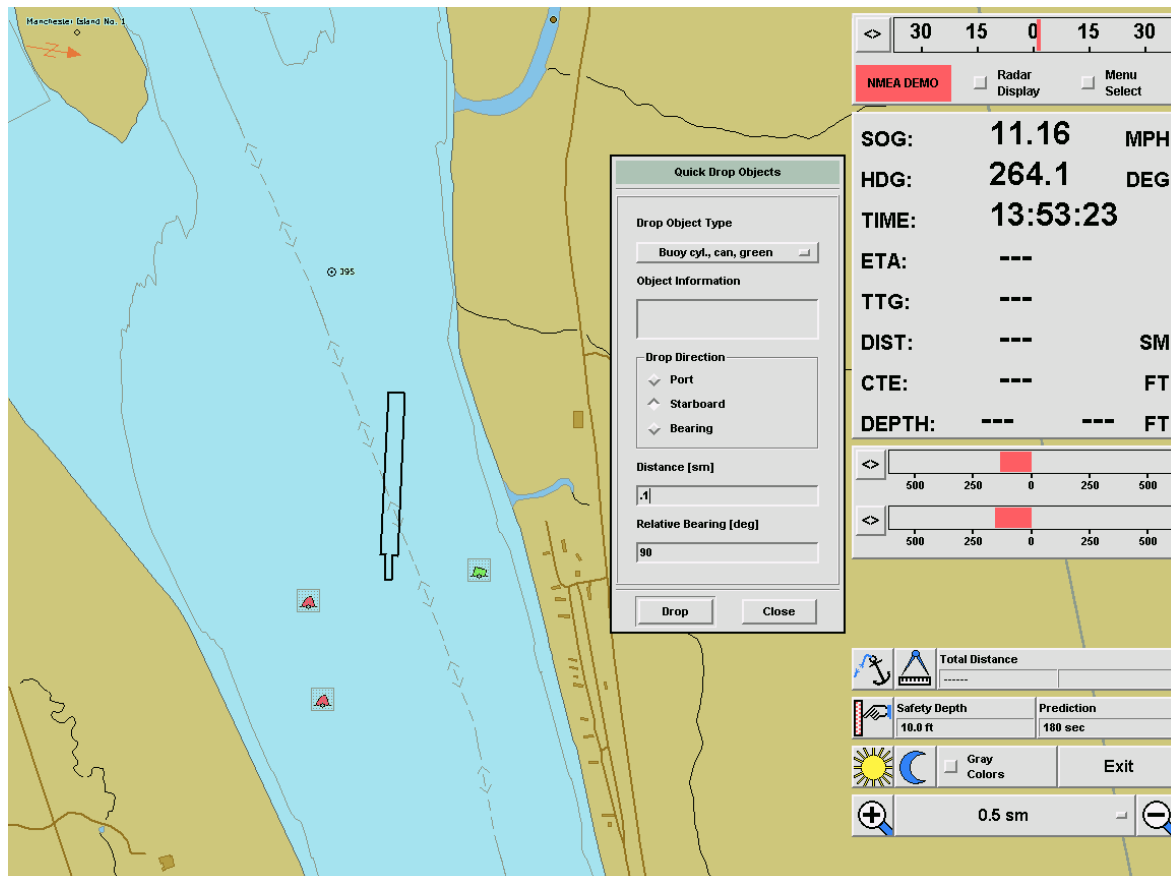 Manchester Island No. 1
395
Quick Drop Objects
Drop Object Type
Buoy cyl., can, green
Object Information
Drop Direction
Port
Starboard
Bearing
Distance [sm]
.1
Relative Bearing [deg]
90
Drop Close
<> 30 15 0 15 30
NMEA DEMO Radar Display Menu Select
SOG: 11.16 MPH
HDG: 264.1 DEG
TIME: 13:53:23
ETA: ---
TTG: ---
DIST: --- SM
CTE: --- FT
DEPTH: --- --- FT
<>
500 250 0 250 500
<>
500 250 0 250 500
Total Distance
------
Safety Depth Prediction
10.0 ft 180 sec
Gray
Colors
Exit
0.5 sm